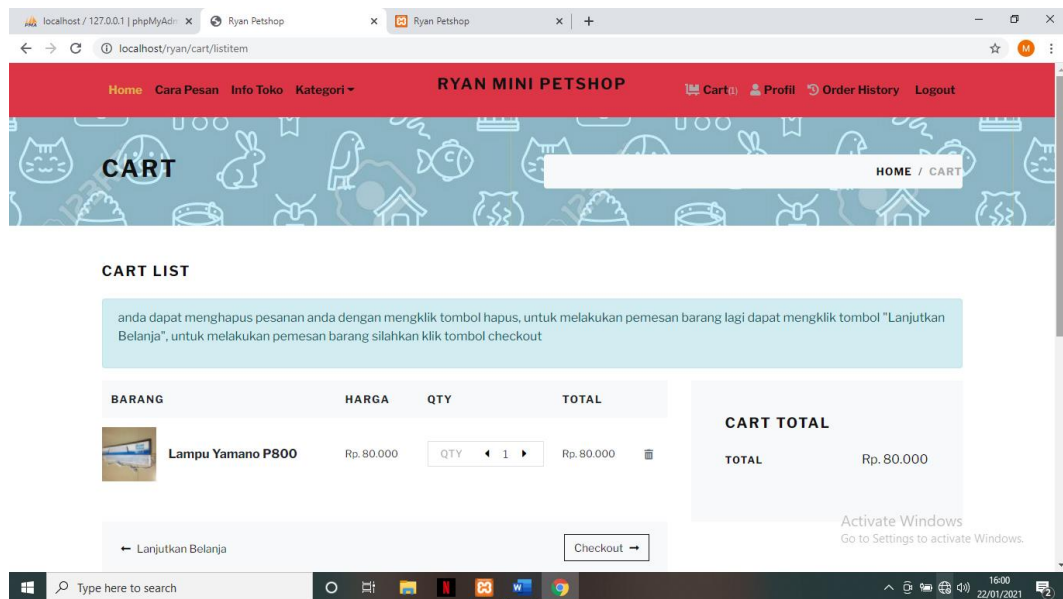 localhost / 127.0.0.1 | phpMyAdm
Ryan Petshop
Ryan Petshop
localhost/ryan/cart/listitem
M
Home Cara Pesan Info Toko Kategori
RYAN MINI PETSHOP
Cart(1) Profil Order History Logout
CART
HOME / CART
CART LIST
anda dapat menghapus pesanan anda dengan mengklik tombol hapus, untuk melakukan pemesan barang lagi dapat mengklik tombol "Lanjutkan
Belanja", untuk melakukan pemesan barang silahkan klik tombol checkout
BARANG HARGA QTY TOTAL
Lampu Yamano P800 Rp. 80.000 QTY 1 Rp. 80.000
CART TOTAL
TOTAL Rp. 80.000
← Lanjutkan Belanja
Checkout →
Activate Windows
Go to Settings to activate Windows.
Type here to search
16:00
22/01/2021